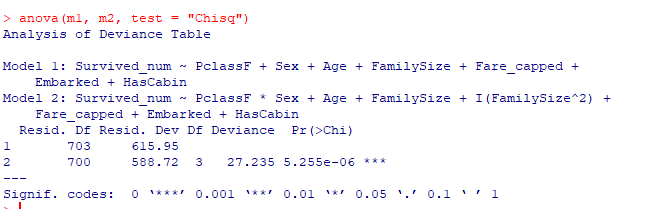 > anova(m1, m2, test = "Chisq")
Analysis of Deviance Table

Model 1: Survived_num ~ PclassF + Sex + Age + FamilySize + Fare_capped +
    Embarked + HasCabin
Model 2: Survived_num ~ PclassF * Sex + Age + FamilySize + I(FamilySize^2) +
    Fare_capped + Embarked + HasCabin
  Resid. Df Resid. Dev Df Deviance  Pr(>Chi)
1       703     615.95
2       700     588.72  3   27.235 5.255e-06 ***
---
Signif. codes:  0 ‘***’ 0.001 ‘**’ 0.01 ‘*’ 0.05 ‘.’ 0.1 ‘ ’ 1
>